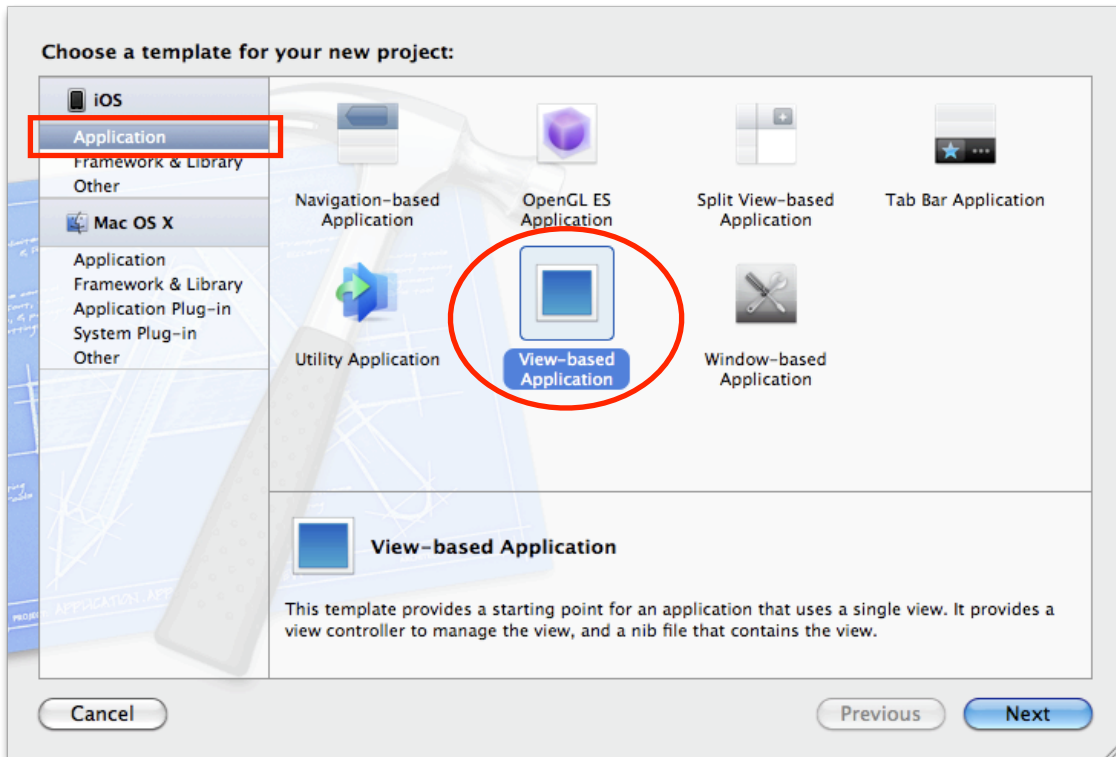 Choose a template for your new project:
iOS
Application
Framework & Library
Other
Mac OS X
Application
Framework & Library
Application Plug-in
System Plug-in
Other
Navigation-based
Application
OpenGL ES
Application
Split View-based
Application
Tab Bar Application
Utility Application
View-based
Application
Window-based
Application
View-based Application
This template provides a starting point for an application that uses a single view. It provides a
view controller to manage the view, and a nib file that contains the view.
Cancel
Previous
Next